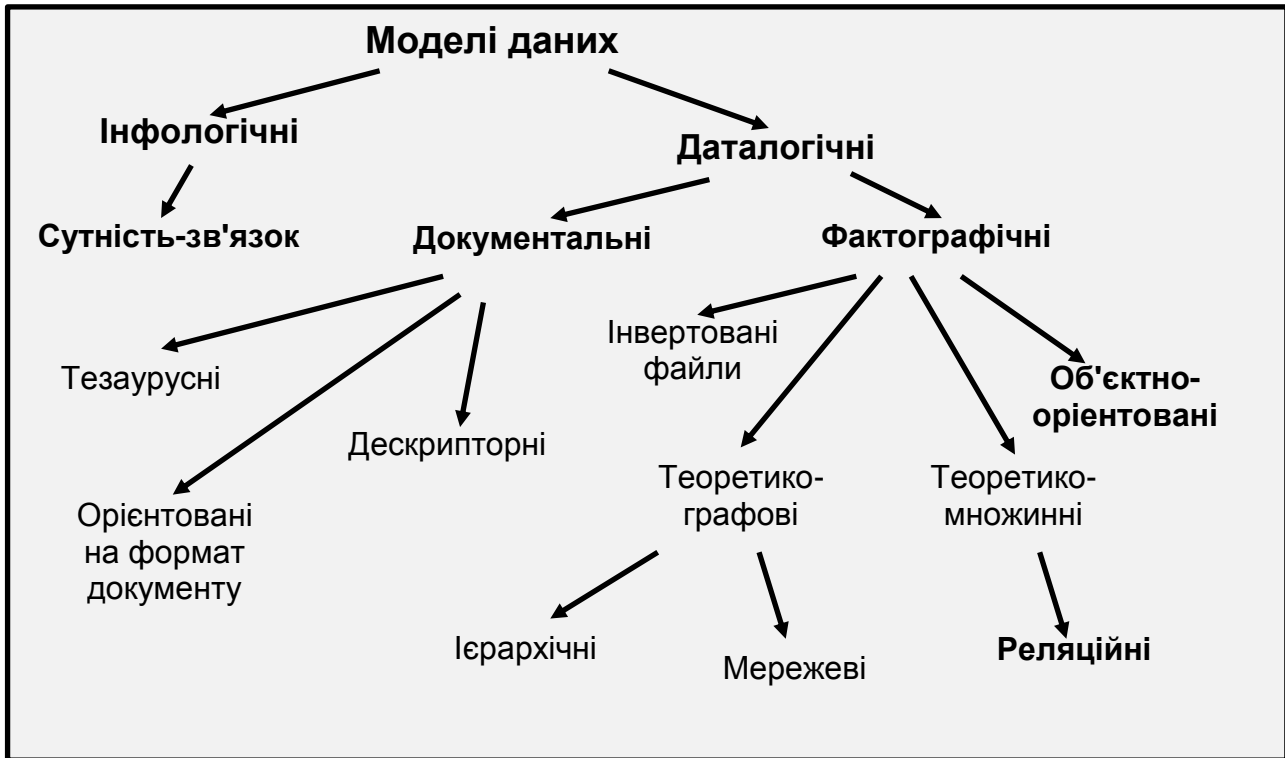 Моделі даних
Інфологічні
Даталогічні
Сутність-зв'язок
Документальні
Фактографічні
Тезаурусні
Інвертовані
файли
Об'єктно-
оріентовані
Дескрипторні
Орієнтовані
на формат
документу
Теоретико-
графові
Теоретико-
множинні
Ієрархічні
Мережеві
Реляційні